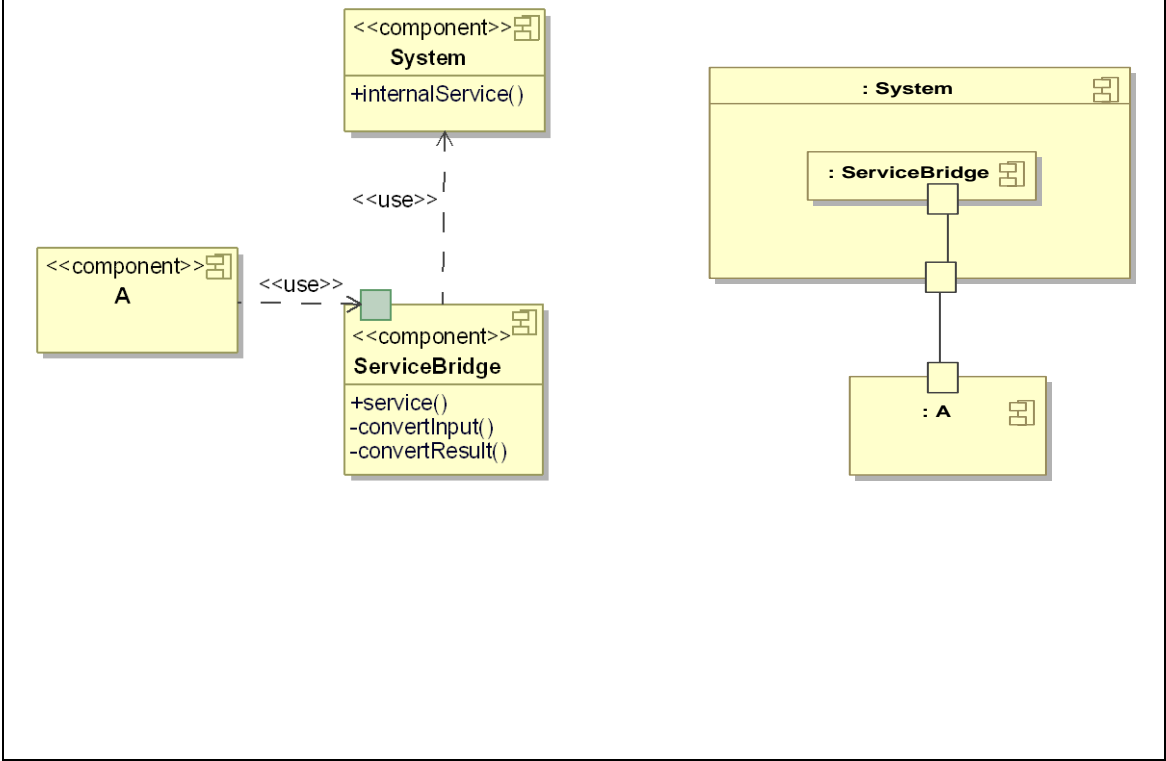 <<component>>
System
+internalService()
<<use>>
<<component>>
A
<<use>>
<<component>>
ServiceBridge
+service()
-convertInput()
-convertResult()
: System
: ServiceBridge
: A